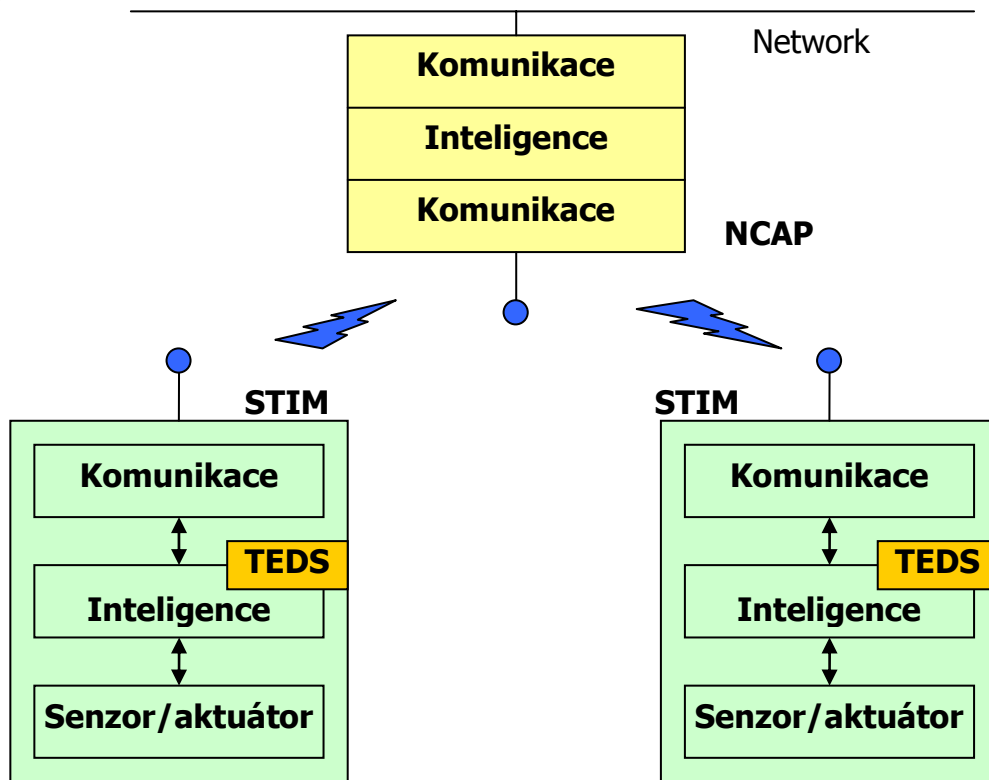 Network
Komunikace
Inteligence
Komunikace
NCAP
STIM
Komunikace
TEDS
Inteligence
Senzor/aktuátor
STIM
Komunikace
TEDS
Inteligence
Senzor/aktuátor